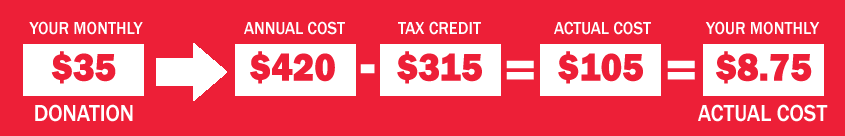 YOUR MONTHLY ANNUAL COST TAX CREDIT ACTUAL COST YOUR MONTHLY
$35 $420 - $315 = $105 = $8.75
DONATION ACTUAL COST